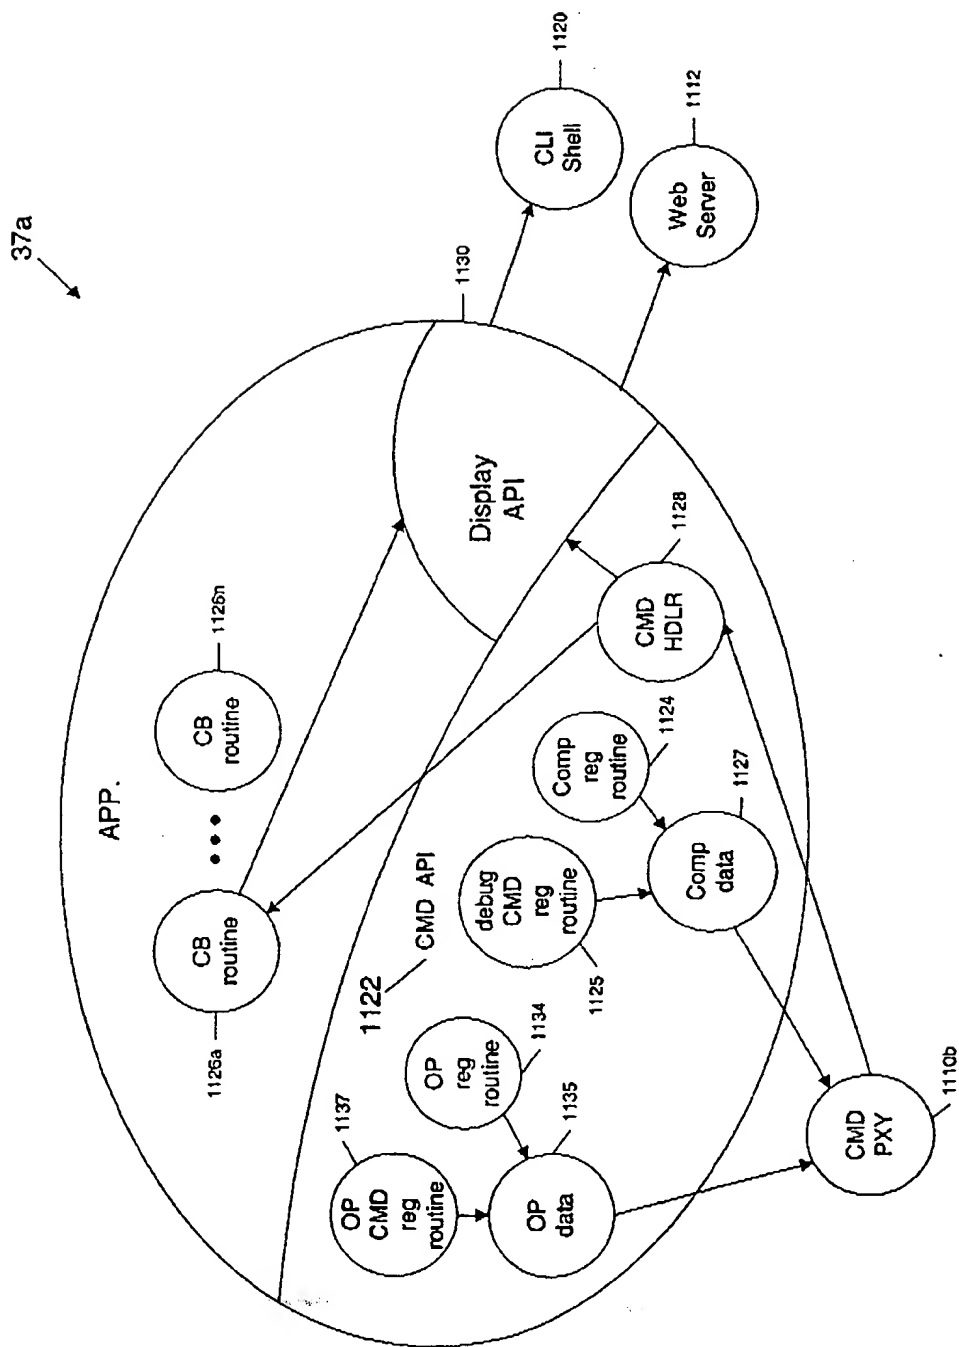 37a
APP.
1126a
CB
routine
CB
routine
1126n
1130
CLI
Shell
1120
Web
Server
1112
Display
API
1122
CMD API
1137
OP
CMD
reg
routine
OP
reg
routine
1134
OP
data
1135
debug
CMD
reg
routine
1125
Comp
reg
routine
1124
Comp
data
1127
CMD
HDLR
1128
CMD
PXY
1110b